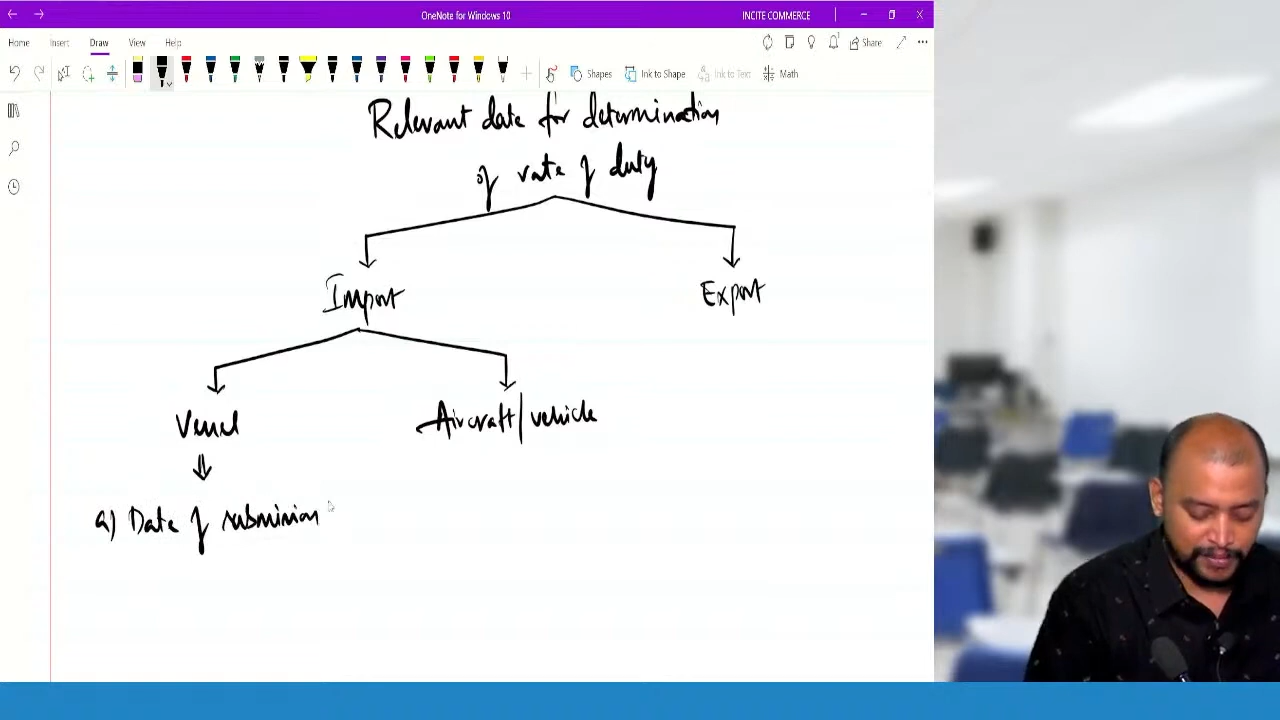 OneNote for Windows 10
INCITE COMMERCE
Home Insert Draw View Help
Share
Shapes Ink to Shape Ink to Text Math
Relevant date for determination
of rate of duty
Import Export
Vessel Aircraft/vehicle
a) Date of submission